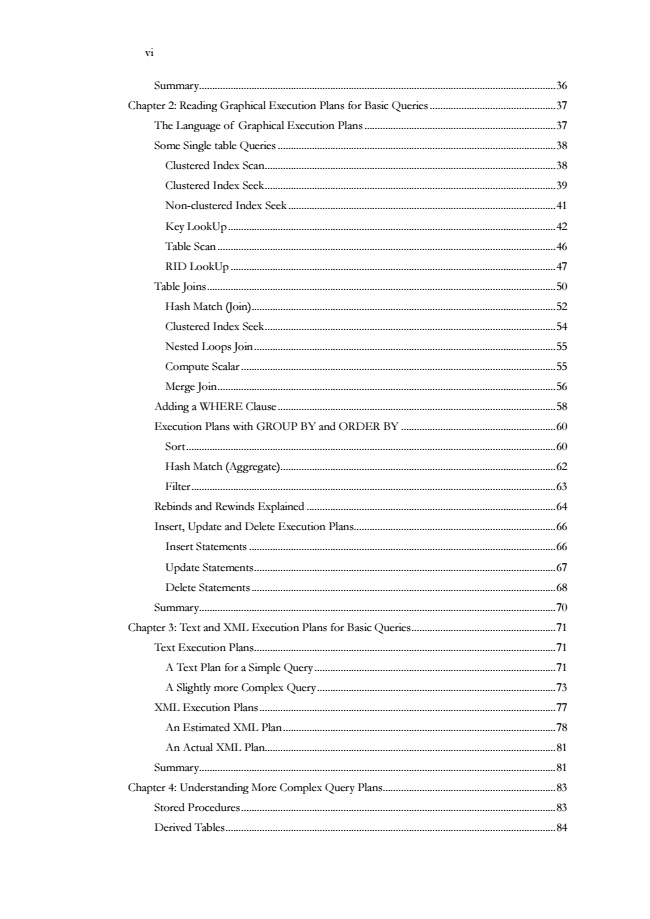 vi
Summary..........36
Chapter 2: Reading Graphical Execution Plans for Basic Queries..........37
The Language of Graphical Execution Plans..........37
Some Single table Queries..........38
Clustered Index Scan..........38
Clustered Index Seek..........39
Non-clustered Index Seek..........41
Key LookUp..........42
Table Scan..........46
RID LookUp..........47
Table Joins..........50
Hash Match (Join)..........52
Clustered Index Seek..........54
Nested Loops Join..........55
Compute Scalar..........55
Merge Join..........56
Adding a WHERE Clause..........58
Execution Plans with GROUP BY and ORDER BY..........60
Sort..........60
Hash Match (Aggregate)..........62
Filter..........63
Rebinds and Rewinds Explained..........64
Insert, Update and Delete Execution Plans..........66
Insert Statements..........66
Update Statements..........67
Delete Statements..........68
Summary..........70
Chapter 3: Text and XML Execution Plans for Basic Queries..........71
Text Execution Plans..........71
A Text Plan for a Simple Query..........71
A Slightly more Complex Query..........73
XML Execution Plans..........77
An Estimated XML Plan..........78
An Actual XML Plan..........81
Summary..........81
Chapter 4: Understanding More Complex Query Plans..........83
Stored Procedures..........83
Derived Tables..........84